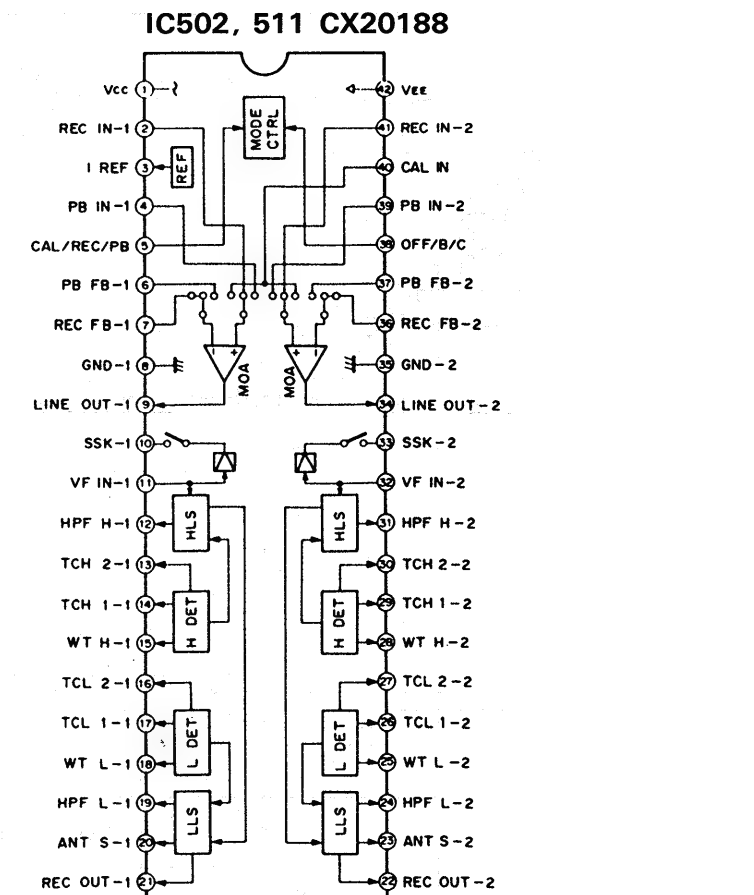 IC502, 511 CX20188
Vcc 1 42 VEE
REC IN-1 2 MODE CTRL 41 REC IN-2
I REF 3 REF 40 CAL IN
PB IN-1 4 39 PB IN-2
CAL/REC/PB 5 38 OFF/B/C
PB FB-1 6 37 PB FB-2
REC FB-1 7 36 REC FB-2
- + + -
GND-1 8 MOA MOA 35 GND-2
LINE OUT-1 9 34 LINE OUT-2
SSK-1 10 33 SSK-2
VF IN-1 11 32 VF IN-2
HPF H-1 12 HLS HLS 31 HPF H-2
TCH 2-1 13 30 TCH 2-2
TCH 1-1 14 H DET H DET 29 TCH 1-2
WT H-1 15 28 WT H-2
TCL 2-1 16 27 TCL 2-2
TCL 1-1 17 L DET L DET 26 TCL 1-2
WT L-1 18 25 WT L-2
HPF L-1 19 LLS LLS 24 HPF L-2
ANT S-1 20 23 ANT S-2
REC OUT-1 21 22 REC OUT-2